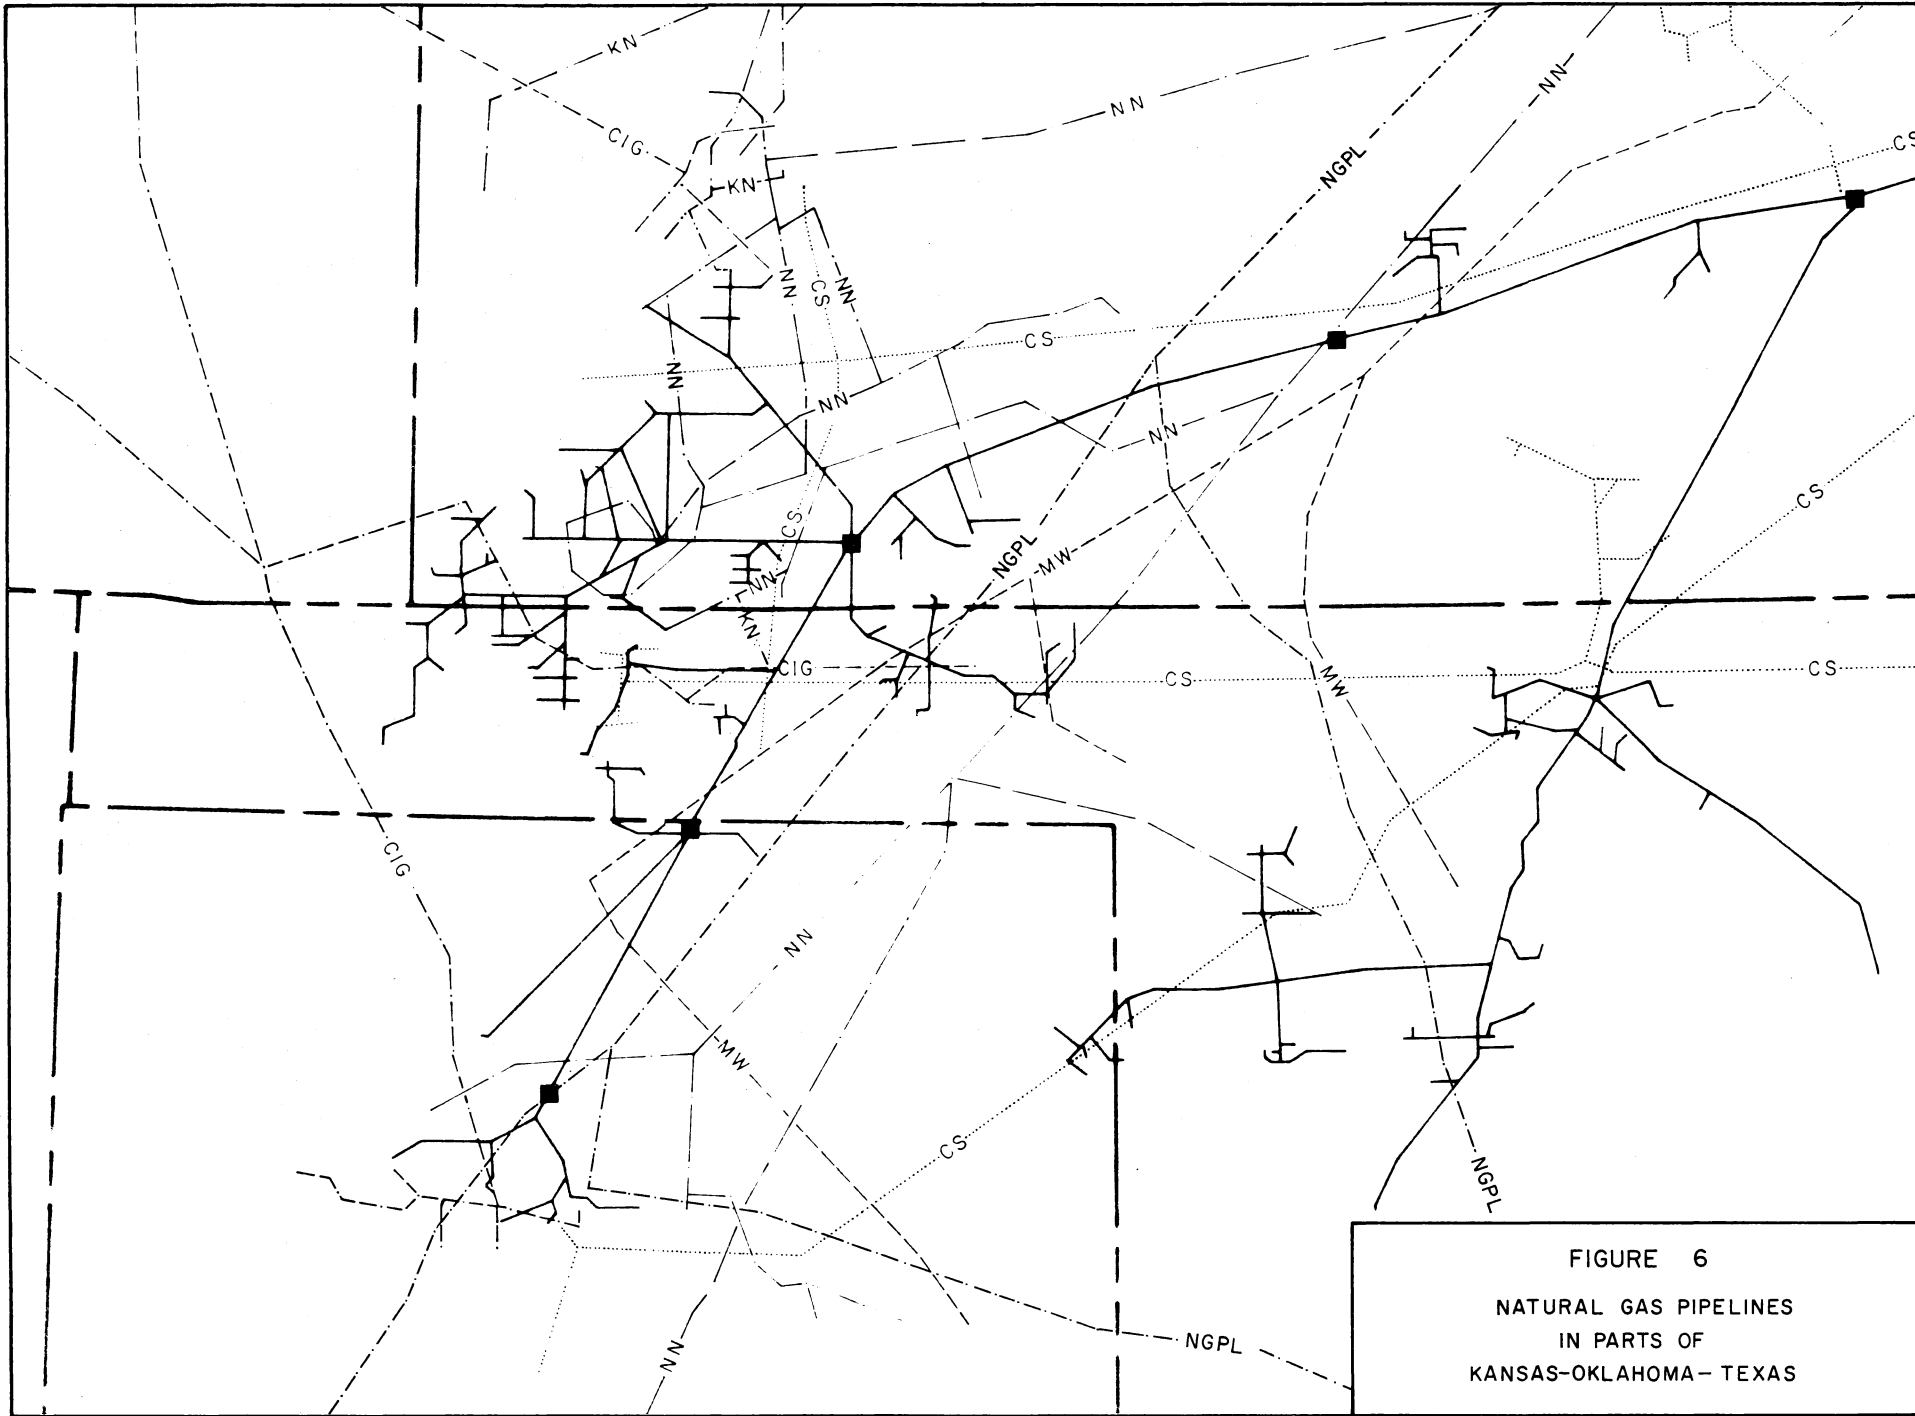 KN
NN
NN
CIG
NGPL
CS
KN
NN
CS
NN
CS
NN
NN
NN
CS
CS
NGPL
MW
NN
KN
CIG
CS
CS
MW
CIG
NN
MW
CS
NGPL
NGPL
NN
FIGURE 6
NATURAL GAS PIPELINES
IN PARTS OF
KANSAS-OKLAHOMA-TEXAS